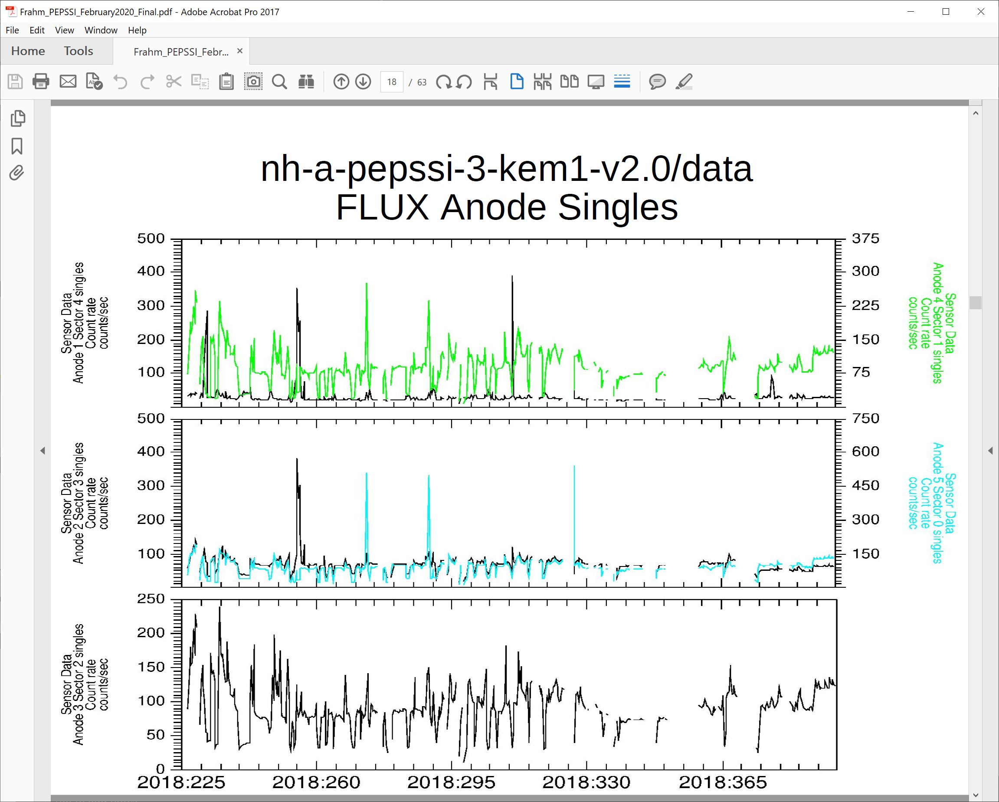 Frahm_PEPSSI_February2020_Final.pdf - Adobe Acrobat Pro 2017
File Edit View Window Help
Home Tools Frahm_PEPSSI_Febr... ×
18 / 63
nh-a-pepssi-3-kem1-v2.0/data
FLUX Anode Singles
Sensor Data
Anode 1 Sector 4 singles
Count rate
counts/sec
500
400
300
200
100
375
300
225
150
75
Sensor Data
Anode 4 Sector 1 singles
Count rate
counts/sec
Sensor Data
Anode 2 Sector 3 singles
Count rate
counts/sec
500
400
300
200
100
750
600
450
300
150
Sensor Data
Anode 5 Sector 0 singles
Count rate
counts/sec
Sensor Data
Anode 3 Sector 2 singles
Count rate
counts/sec
250
200
150
100
50
0
2018:225 2018:260 2018:295 2018:330 2018:365